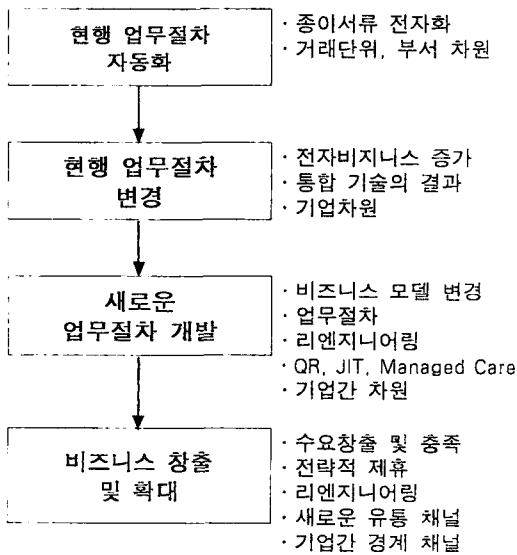 현행 업무절차
자동화
· 종이서류 전자화
· 거래단위, 부서 차원
현행 업무절차
변경
· 전자비지니스 증가
· 통합 기술의 결과
· 기업차원
새로운
업무절차 개발
· 비즈니스 모델 변경
· 업무절차
· 리엔지니어링
· QR, JIT, Managed Care
· 기업간 차원
비즈니스 창출
및 확대
· 수요창출 및 충족
· 전략적 제휴
· 리엔지니어링
· 새로운 유통 채널
· 기업간 경계 채널